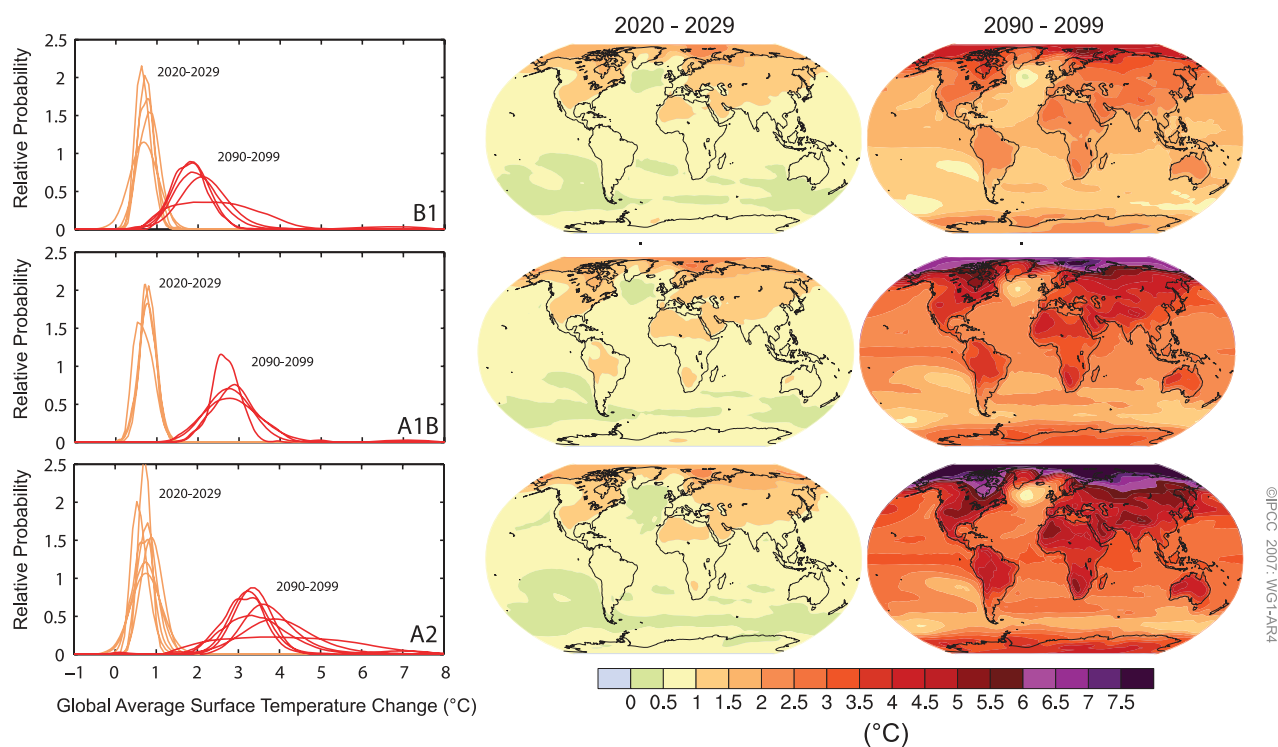 2020 - 2029
2090 - 2099
Relative Probability
2.5
2
1.5
1
0.5
0
2020-2029
2090-2099
B1
Relative Probability
2.5
2
1.5
1
0.5
0
2020-2029
2090-2099
A1B
Relative Probability
2.5
2
1.5
1
0.5
0
2020-2029
2090-2099
A2
−1 0 1 2 3 4 5 6 7 8
Global Average Surface Temperature Change (°C)
0 0.5 1 1.5 2 2.5 3 3.5 4 4.5 5 5.5 6 6.5 7 7.5
(°C)
©IPCC 2007: WG1-AR4